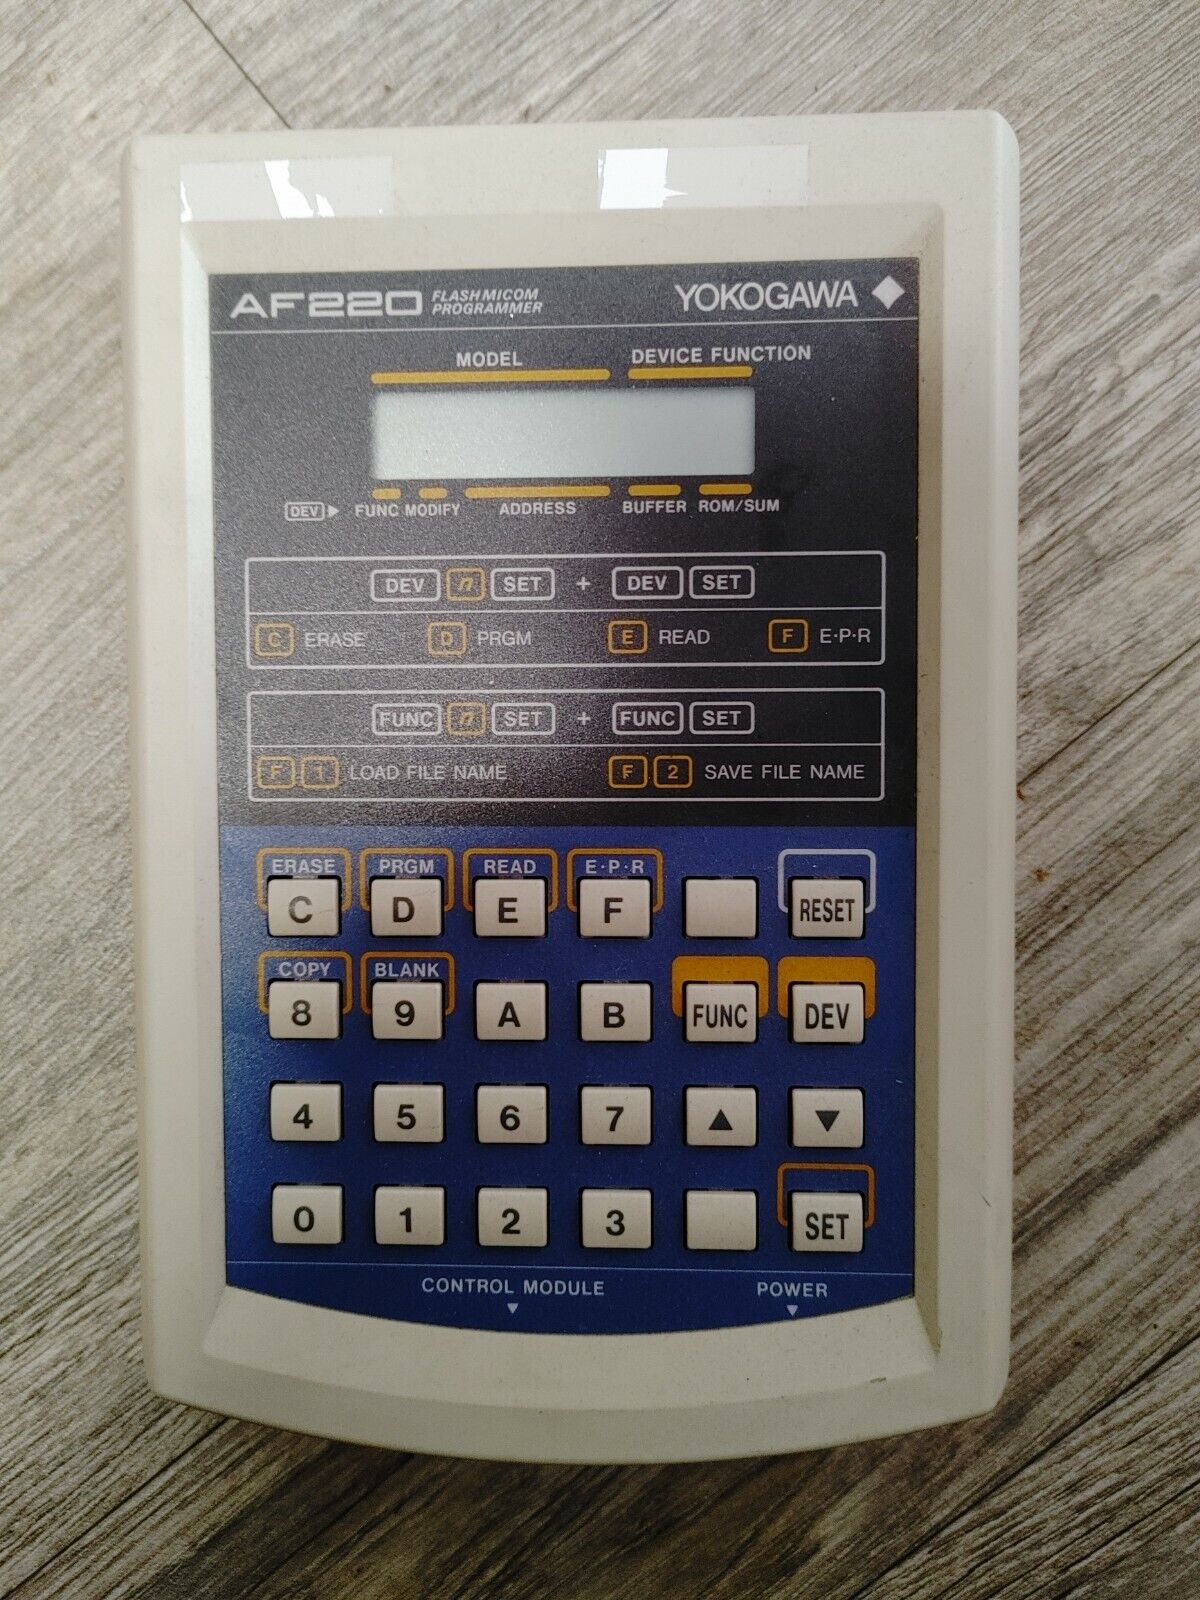 AF220 FLASH MICOM PROGRAMMER YOKOGAWA
MODEL DEVICE FUNCTION
DEV FUNC MODIFY ADDRESS BUFFER ROM/SUM
DEV n SET + DEV SET
C ERASE D PRGM E READ F E·P·R
FUNC n SET + FUNC SET
F 1 LOAD FILE NAME F 2 SAVE FILE NAME
ERASE PRGM READ E·P·R
C D E F RESET
COPY BLANK
8 9 A B FUNC DEV
4 5 6 7 ▲ ▼
0 1 2 3 SET
CONTROL MODULE POWER